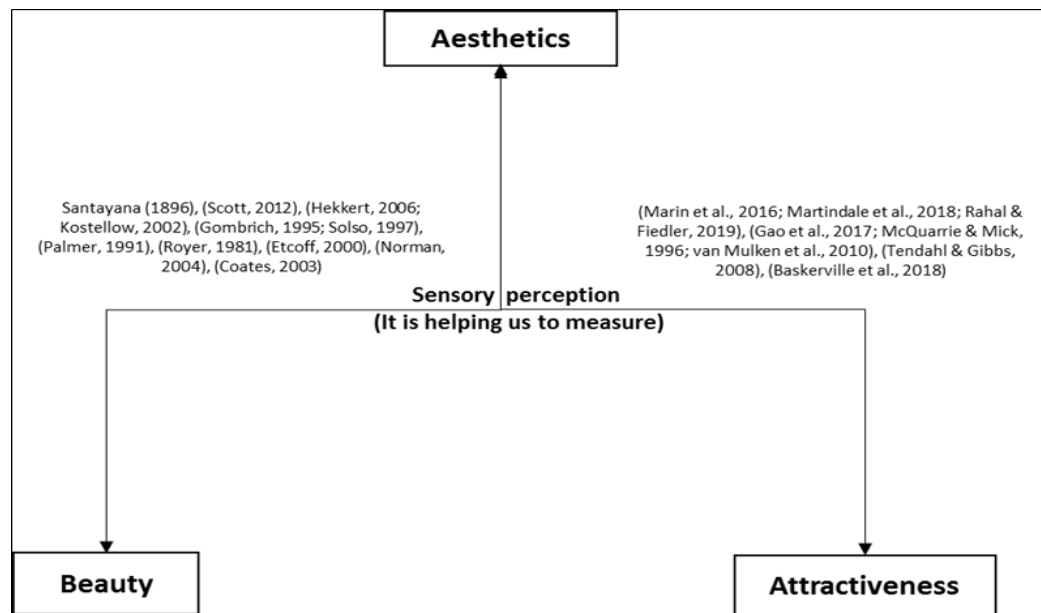 Aesthetics
Santayana (1896), (Scott, 2012), (Hekkert, 2006;
Kostellow, 2002), (Gombrich, 1995; Solso, 1997),
(Palmer, 1991), (Royer, 1981), (Etcoff, 2000), (Norman,
2004), (Coates, 2003)
(Marin et al., 2016; Martindale et al., 2018; Rahal &
Fiedler, 2019), (Gao et al., 2017; McQuarrie & Mick,
1996; van Mulken et al., 2010), (Tendahl & Gibbs,
2008), (Baskerville et al., 2018)
Sensory perception
(It is helping us to measure)
Beauty
Attractiveness